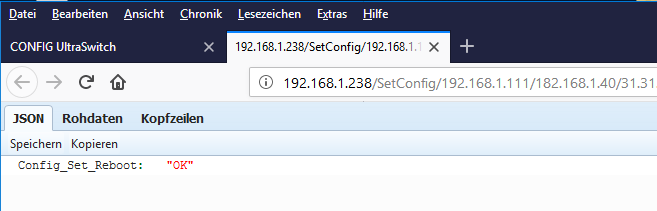 Datei Bearbeiten Ansicht Chronik Lesezeichen Extras Hilfe
CONFIG UltraSwitch 192.168.1.238/SetConfig/192.168.1.1
192.168.1.238/SetConfig/192.168.1.111/182.168.1.40/31.31
JSON Rohdaten Kopfzeilen
Speichern Kopieren
Config_Set_Reboot: "OK"